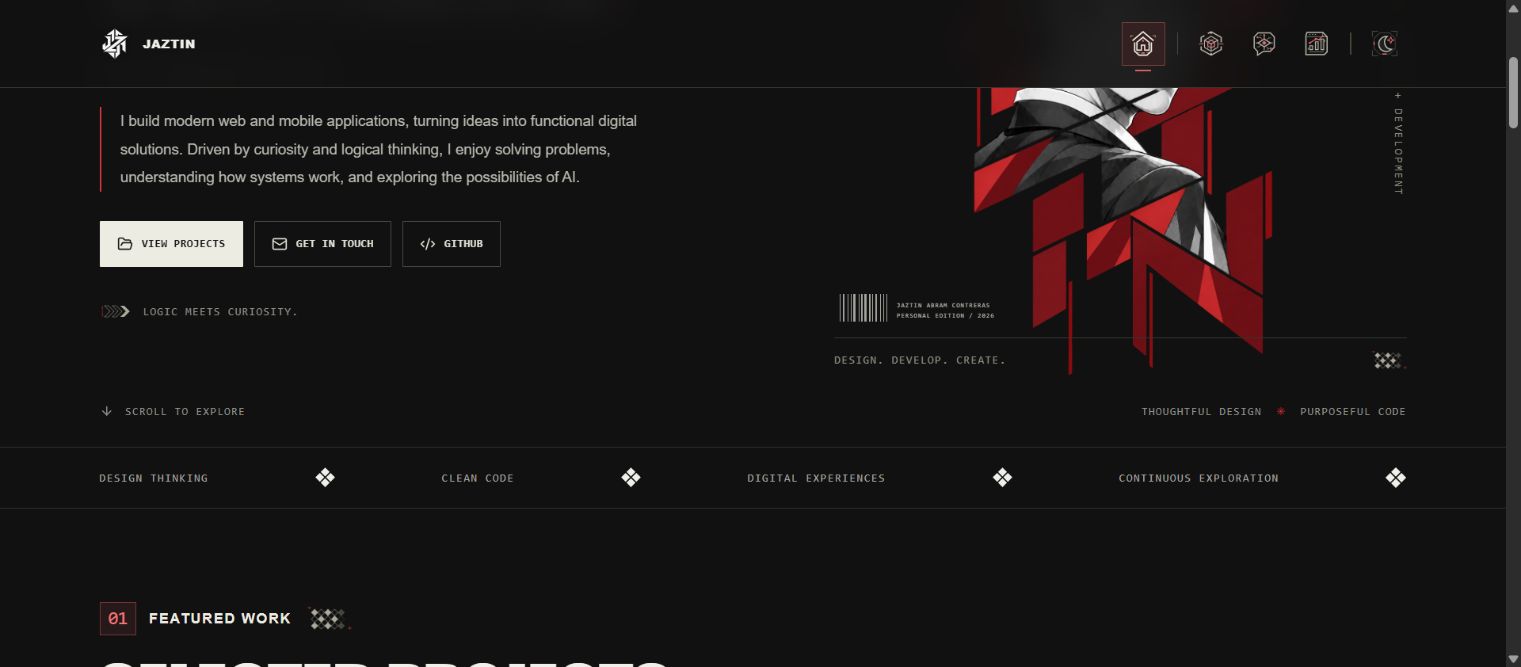 JAZTIN
I build modern web and mobile applications, turning ideas into functional digital
solutions. Driven by curiosity and logical thinking, I enjoy solving problems,
understanding how systems work, and exploring the possibilities of AI.
VIEW PROJECTS
GET IN TOUCH
GITHUB
LOGIC MEETS CURIOSITY.
+ DEVELOPMENT
JAZTIN ABRAM CONTRERAS
PERSONAL EDITION / 2026
DESIGN. DEVELOP. CREATE.
SCROLL TO EXPLORE
THOUGHTFUL DESIGN ✳ PURPOSEFUL CODE
DESIGN THINKING
CLEAN CODE
DIGITAL EXPERIENCES
CONTINUOUS EXPLORATION
01
FEATURED WORK
SELECTED PROJECTS